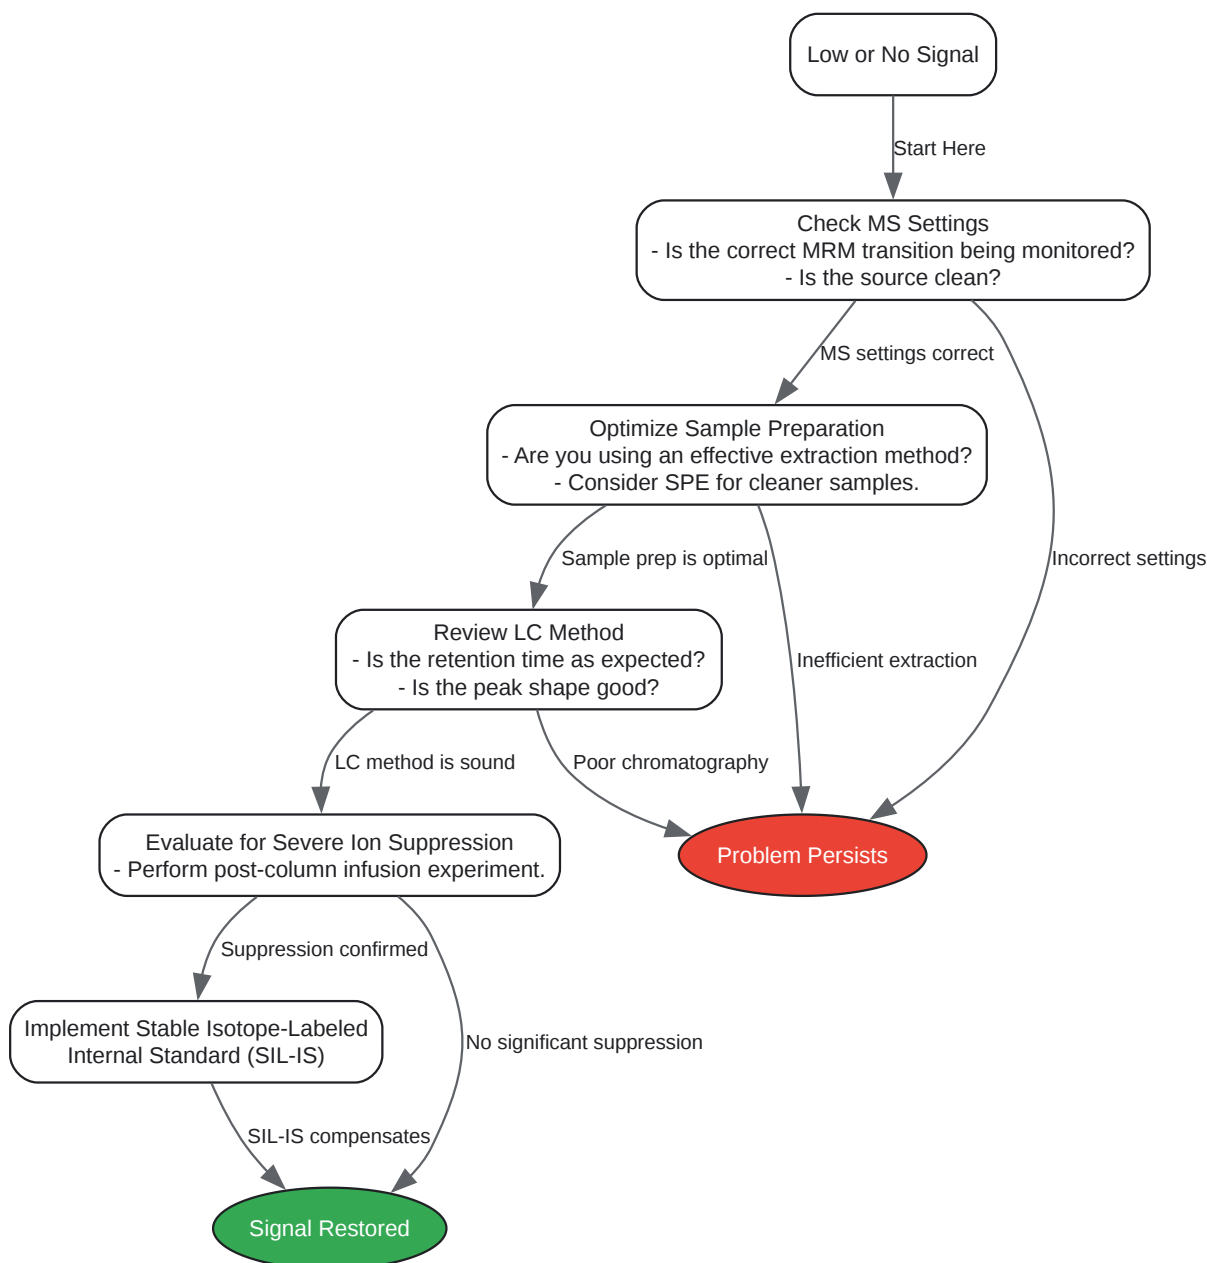 Low or No Signal
Start Here
Check MS Settings
- Is the correct MRM transition being monitored?
- Is the source clean?
MS settings correct
Optimize Sample Preparation
- Are you using an effective extraction method?
- Consider SPE for cleaner samples.
Sample prep is optimal
Incorrect settings
Review LC Method
- Is the retention time as expected?
- Is the peak shape good?
Inefficient extraction
LC method is sound
Poor chromatography
Evaluate for Severe Ion Suppression
- Perform post-column infusion experiment.
Problem Persists
Suppression confirmed
Implement Stable Isotope-Labeled
Internal Standard (SIL-IS)
No significant suppression
SIL-IS compensates
Signal Restored